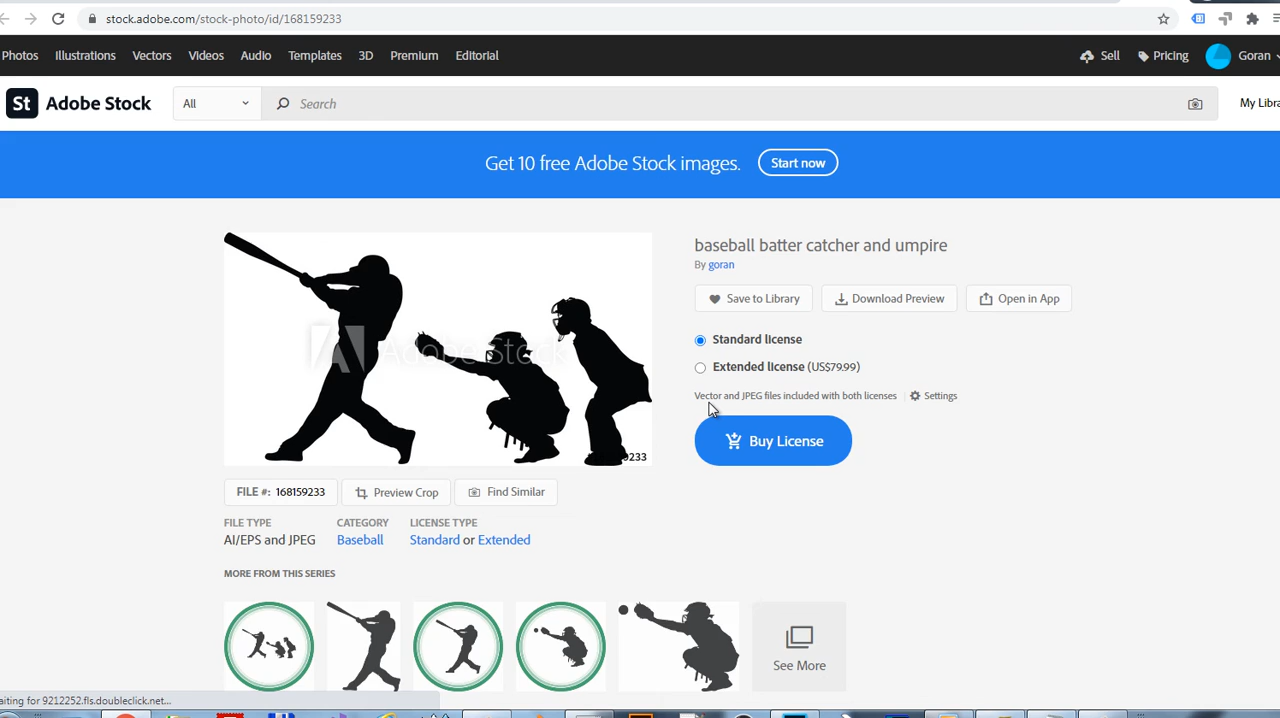 stock.adobe.com/stock-photo/id/168159233
Photos Illustrations Vectors Videos Audio Templates 3D Premium Editorial Sell Pricing Goran
St Adobe Stock All Search My Libra
Get 10 free Adobe Stock images. Start now
baseball batter catcher and umpire
By goran
Save to Library Download Preview Open in App
Standard license
Extended license (US$79.99)
Vector and JPEG files included with both licenses Settings
Buy License
Adobe Stock
233
FILE #: 168159233 Preview Crop Find Similar
FILE TYPE CATEGORY LICENSE TYPE
AI/EPS and JPEG Baseball Standard or Extended
MORE FROM THIS SERIES
See More
aiting for 9212252.fls.doubleclick.net...